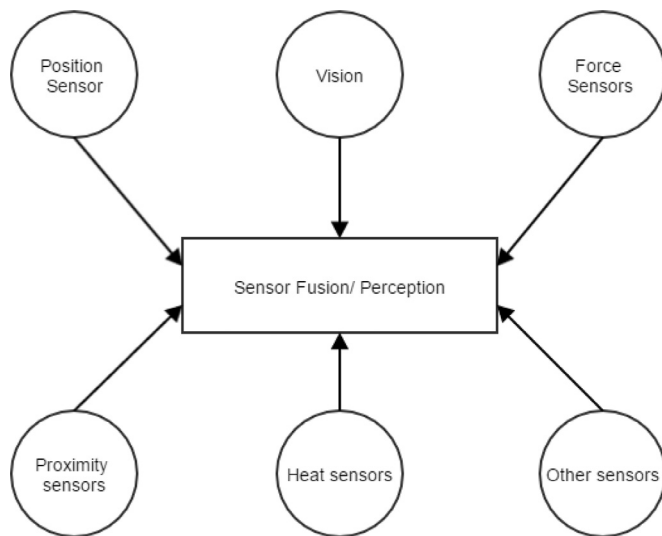 Position
Sensor
Vision
Force
Sensors
Sensor Fusion/ Perception
Proximity
sensors
Heat sensors
Other sensors